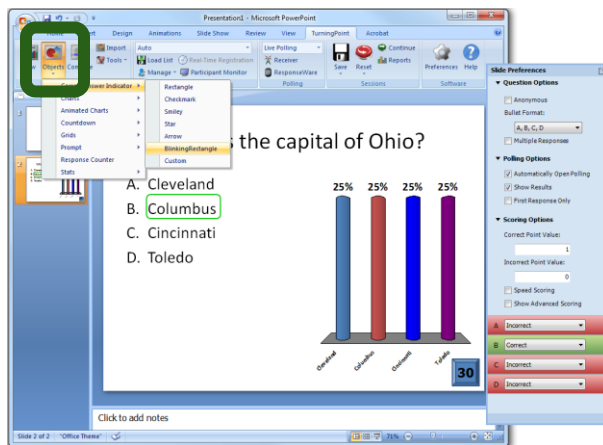 Presentation1 - Microsoft PowerPoint
Design Animations Slide Show Review View TurningPoint Acrobat
Objects
Import
Tools
Auto
Load List Real-Time Registration
Manage Participant Monitor
Live Polling
Receiver
ResponseWare
Polling
Save Reset
Continue
Reports
Sessions
Preferences Help
Software
Answer Indicator
Charts
Animated Charts
Countdown
Grids
Prompt
Response Counter
Stats
Rectangle
Checkmark
Smiley
Star
Arrow
BlinkingRectangle
Custom
s the capital of Ohio?
A. Cleveland
B. Columbus
C. Cincinnati
D. Toledo
25% 25% 25% 25%
Cleveland Columbus Cincinnati Toledo
30
Click to add notes
Slide 2 of 2 "Office Theme" 71%
Slide Preferences
Question Options
Anonymous
Bullet Format:
A, B, C, D
Multiple Responses
Polling Options
Automatically Open Polling
Show Results
First Response Only
Scoring Options
Correct Point Value:
1
Incorrect Point Value:
0
Speed Scoring
Show Advanced Scoring
A Incorrect
B Correct
C Incorrect
D Incorrect